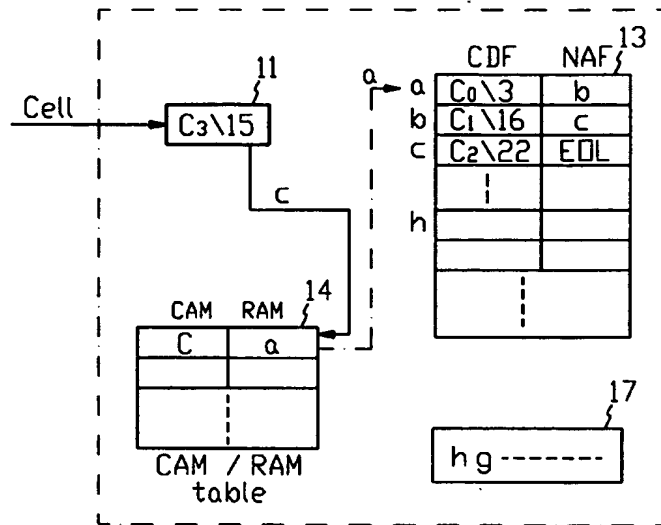 CDF NAF 13
11
a
a C0\3 b
Cell
C3\15
b C1\16 c
c C2\22 EOL
c
h
14
CAM RAM
C a
17
CAM / RAM
table
h g